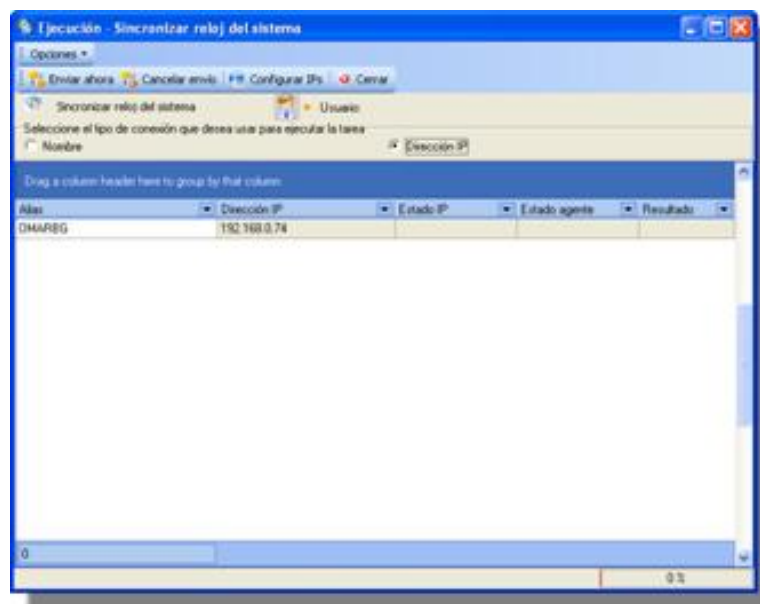 Ejecución - Sincronizar reloj del sistema
Opciones
Enviar ahora Cancelar envío Configurar IPs Cerrar
Sincronizar reloj del sistema Usuario
Seleccione el tipo de conexión que desea usar para ejecutar la tarea
Nombre Dirección IP
Drag a column header here to group by that column
Alias Dirección IP Estado IP Estado agente Resultado
OMARBG 192.168.0.74
0
0 %